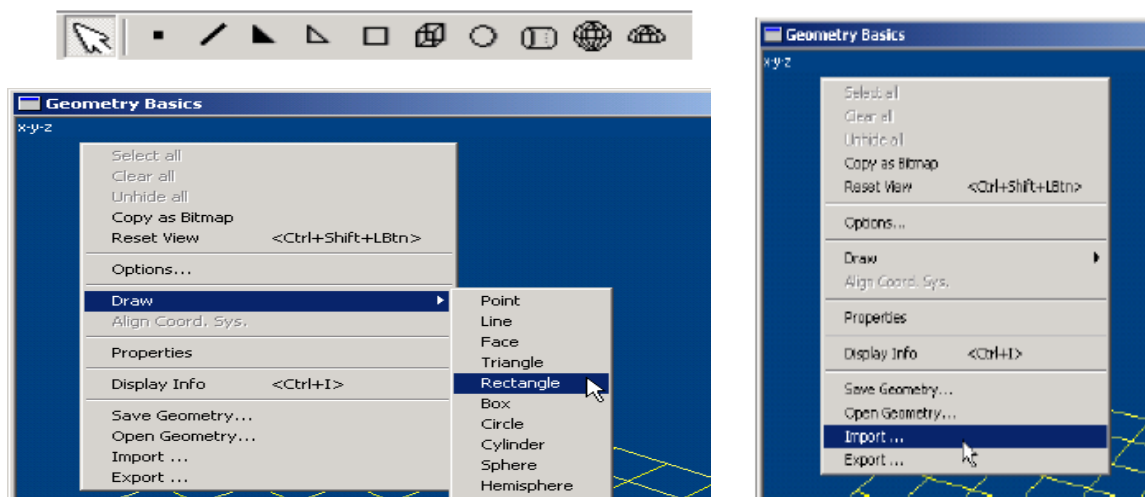 Geometry Basics
x-y-z
Select all
Clear all
Unhide all
Copy as Bitmap
Reset View <Ctrl+Shift+LBtn>
Options...
Draw
Align Coord. Sys.
Properties
Display Info <Ctrl+I>
Save Geometry...
Open Geometry...
Import ...
Export ...
Point
Line
Face
Triangle
Rectangle
Box
Circle
Cylinder
Sphere
Hemisphere
Geometry Basics
x-y-z
Select all
Clear all
Unhide all
Copy as Bitmap
Reset View <Ctrl+Shift+LBtn>
Options...
Draw
Align Coord. Sys.
Properties
Display Info <Ctrl+I>
Save Geometry...
Open Geometry...
Import ...
Export ...